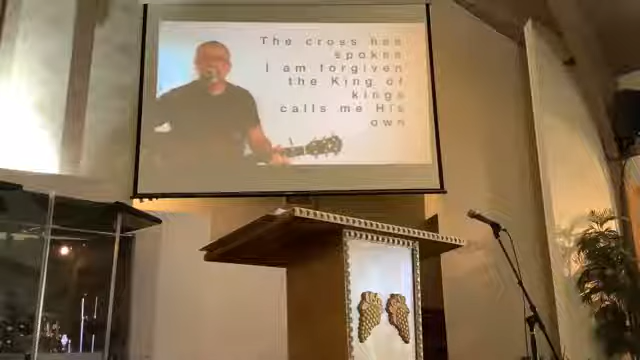 The cross has
spoken
I am forgiven
the King of
kings
calls me His
own